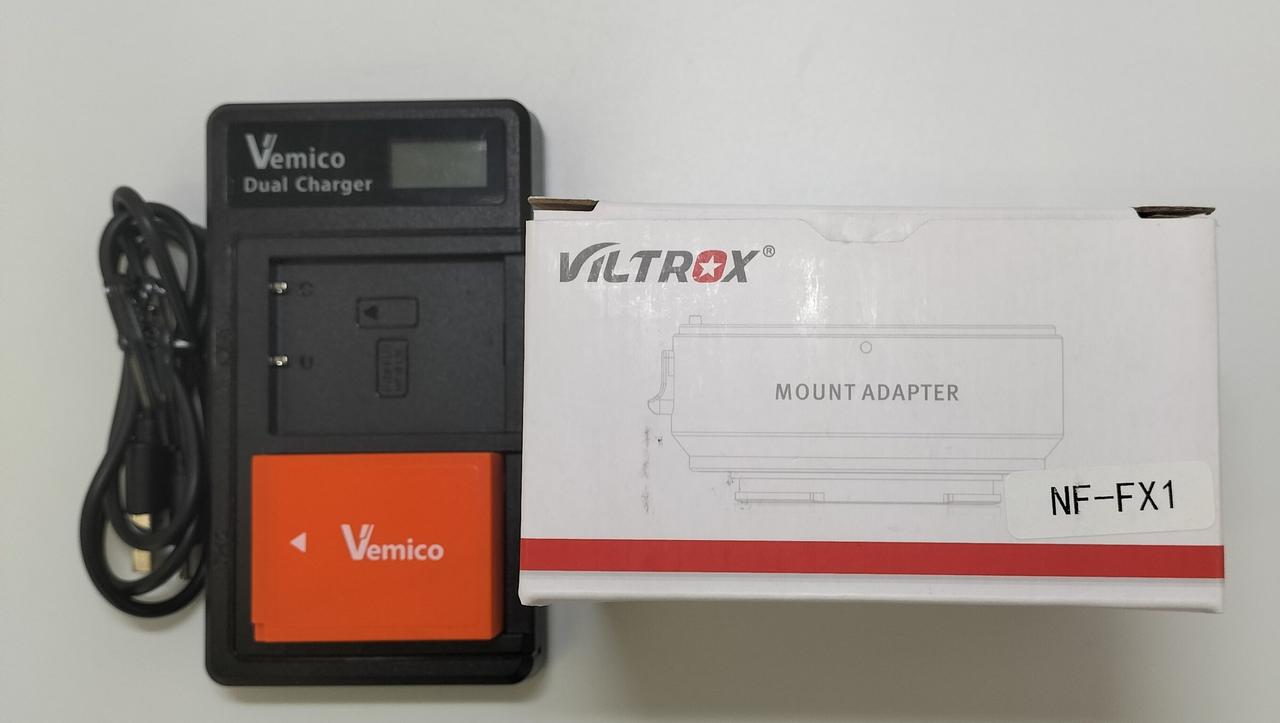 Vemico
Dual Charger
Vemico
VILTROX®
MOUNT ADAPTER
NF-FX1